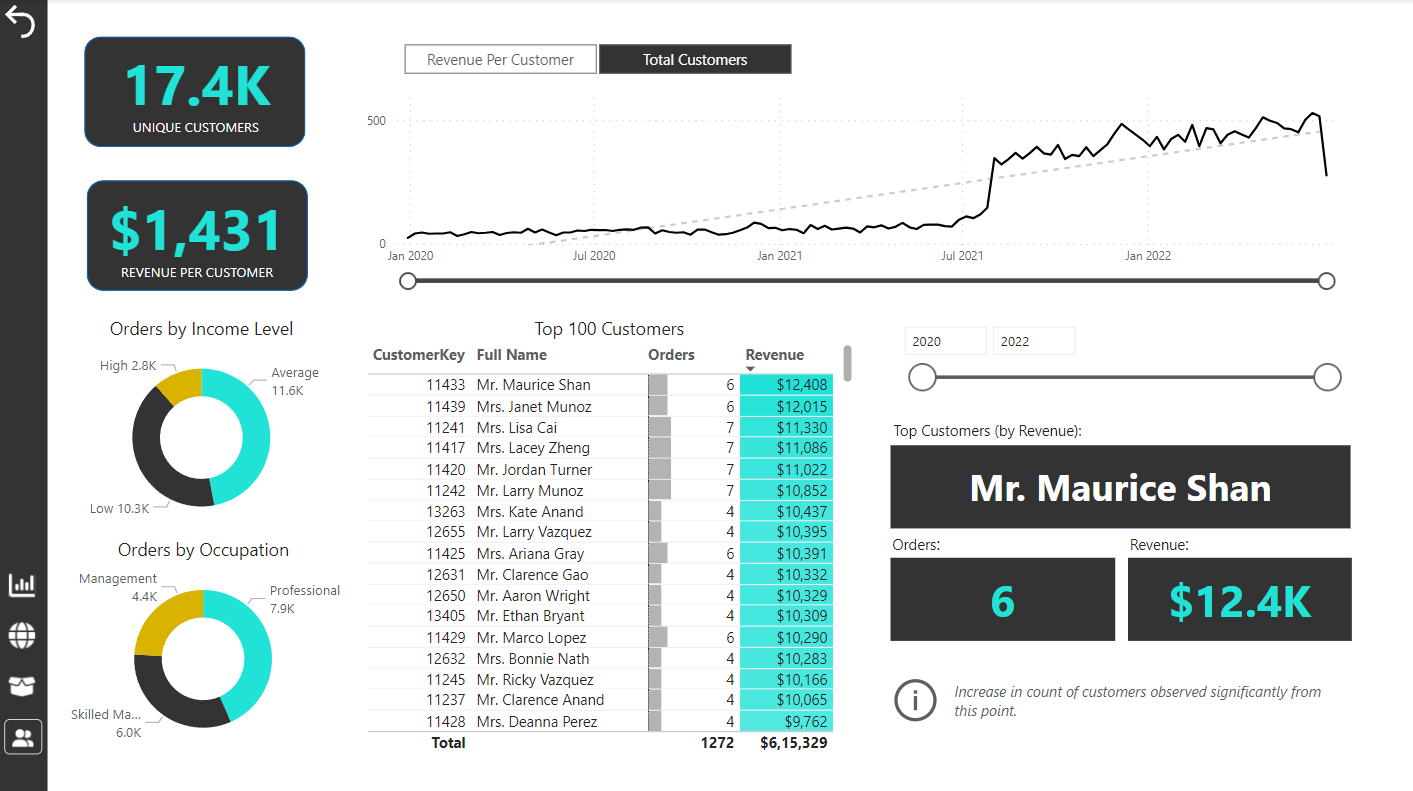 17.4K
UNIQUE CUSTOMERS
$1,431
REVENUE PER CUSTOMER
Revenue Per Customer
Total Customers
500
0
Jan 2020
Jul 2020
Jan 2021
Jul 2021
Jan 2022
Orders by Income Level
High 2.8K
Average
11.6K
Low 10.3K
Orders by Occupation
Management
4.4K
Professional
7.9K
Skilled Ma...
6.0K
Top 100 Customers
CustomerKey Full Name Orders Revenue
11433 Mr. Maurice Shan 6 $12,408
11439 Mrs. Janet Munoz 6 $12,015
11241 Mrs. Lisa Cai 7 $11,330
11417 Mrs. Lacey Zheng 7 $11,086
11420 Mr. Jordan Turner 7 $11,022
11242 Mr. Larry Munoz 7 $10,852
13263 Mrs. Kate Anand 4 $10,437
12655 Mr. Larry Vazquez 4 $10,395
11425 Mrs. Ariana Gray 6 $10,391
12631 Mr. Clarence Gao 4 $10,332
12650 Mr. Aaron Wright 4 $10,329
13405 Mr. Ethan Bryant 4 $10,309
11429 Mr. Marco Lopez 6 $10,290
12632 Mrs. Bonnie Nath 4 $10,283
11245 Mr. Ricky Vazquez 4 $10,166
11237 Mr. Clarence Anand 4 $10,065
11428 Mrs. Deanna Perez 4 $9,762
Total 1272 $6,15,329
2020
2022
Top Customers (by Revenue):
Mr. Maurice Shan
Orders:
6
Revenue:
$12.4K
Increase in count of customers observed significantly from
this point.